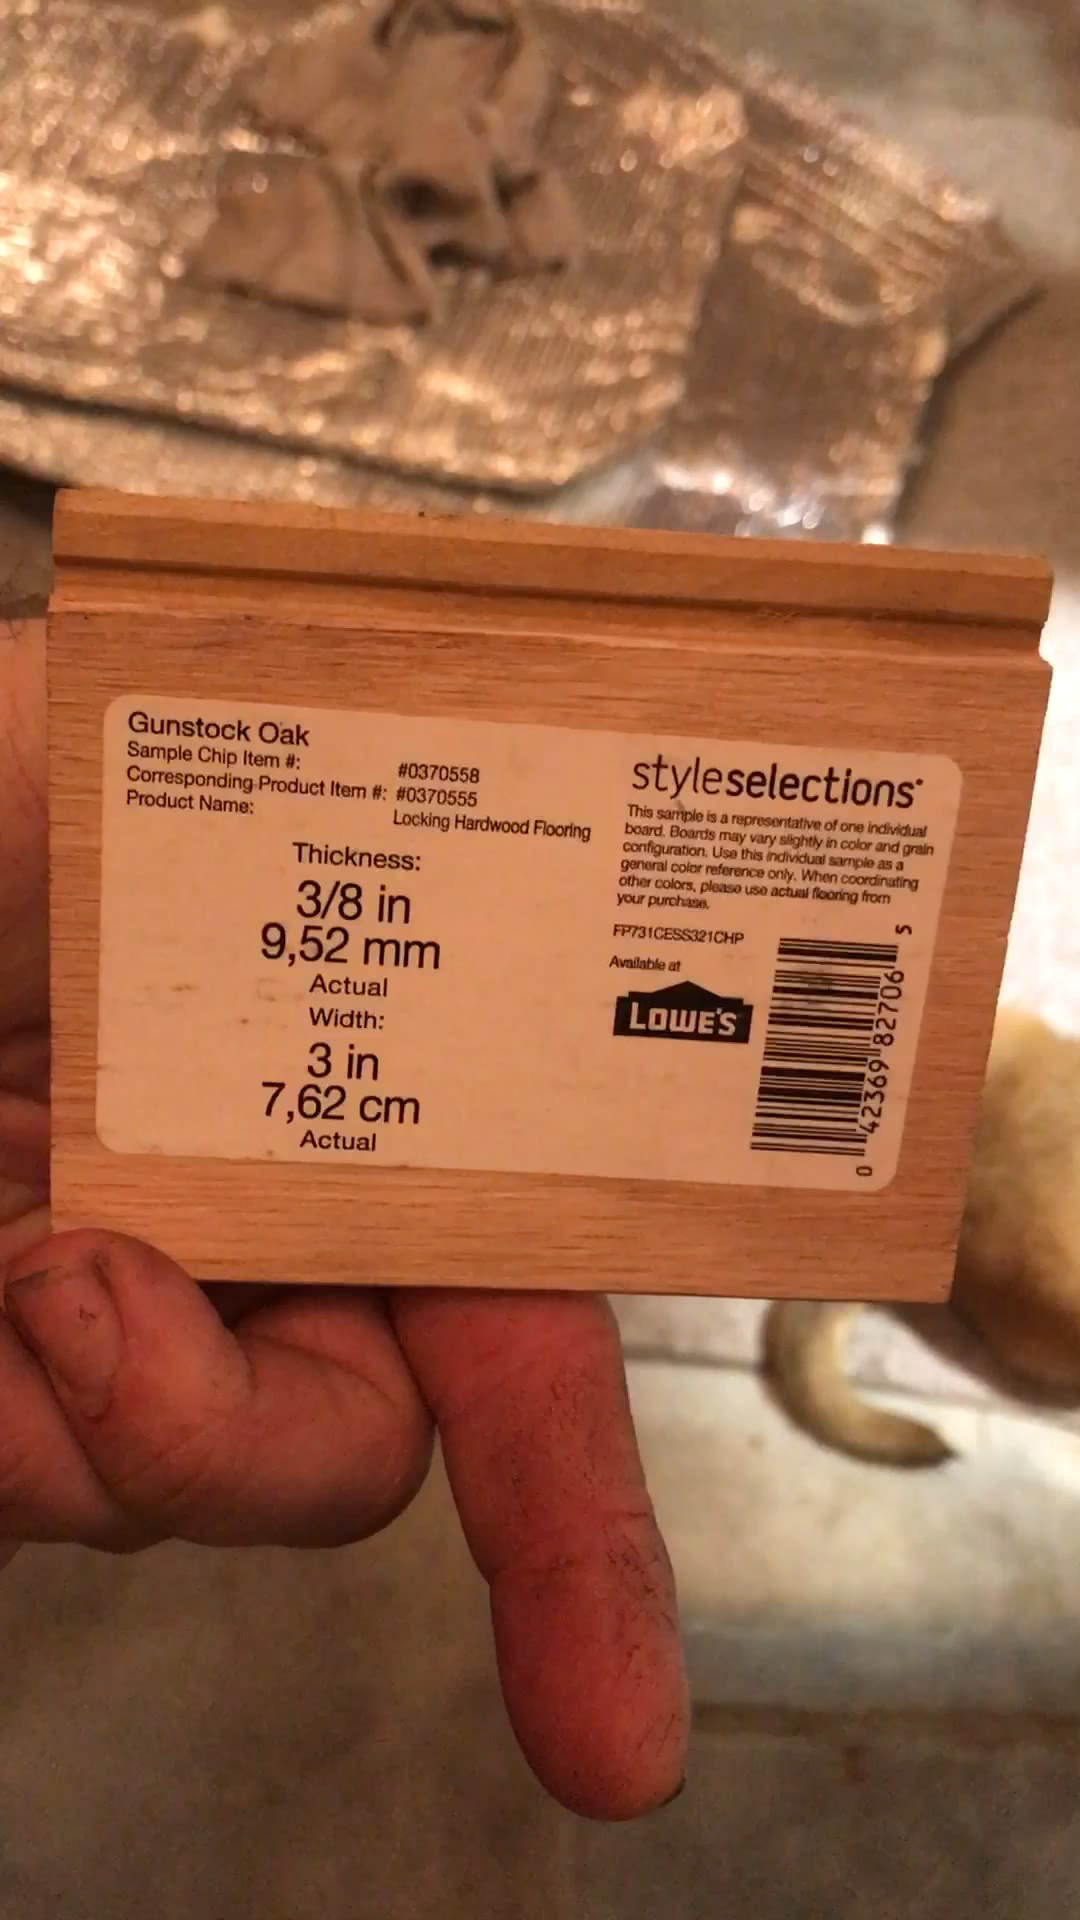 Gunstock Oak
Sample Chip Item #: #0370558
Corresponding Product Item #: #0370555
Product Name: Locking Hardwood Flooring
Thickness:
3/8 in
9,52 mm
Actual
Width:
3 in
7,62 cm
Actual
styleselections®
This sample is a representative of one individual
board. Boards may vary slightly in color and grain
configuration. Use this individual sample as a
general color reference only. When coordinating
other colors, please use actual flooring from
your purchase.
FP731CESS321CHP
Available at
LOWE'S
0 42369 82706 5